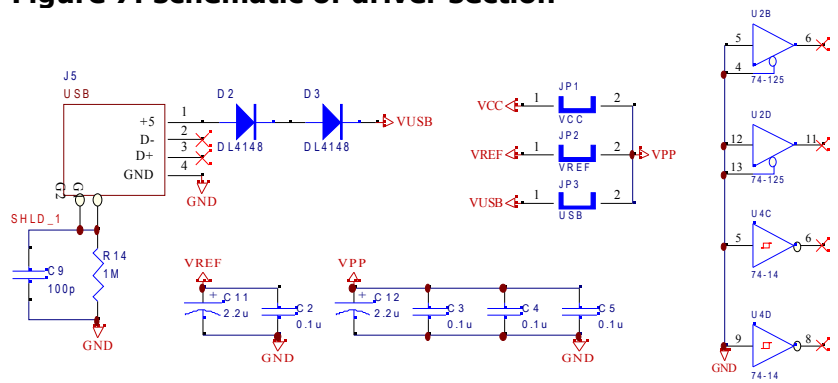 Figure 7. Schematic of driver section
J5
USB
+5
D-
D+
GND
1
2
3
4
G2
G1
D2
DL4148
D3
DL4148
VUSB
GND
SHLD_1
C9
100p
R14
1M
GND
VREF
C11
2.2u
C2
0.1u
GND
VPP
C12
2.2u
C3
0.1u
C4
0.1u
C5
0.1u
GND
JP1
VCC 1 2
VCC
JP2
VREF 1 2 VPP
VREF
JP3
VUSB 1 2
USB
U2B
5 6
4
74-125
U2D
12 11
13
74-125
U4C
5 6
74-14
U4D
9 8
GND
74-14